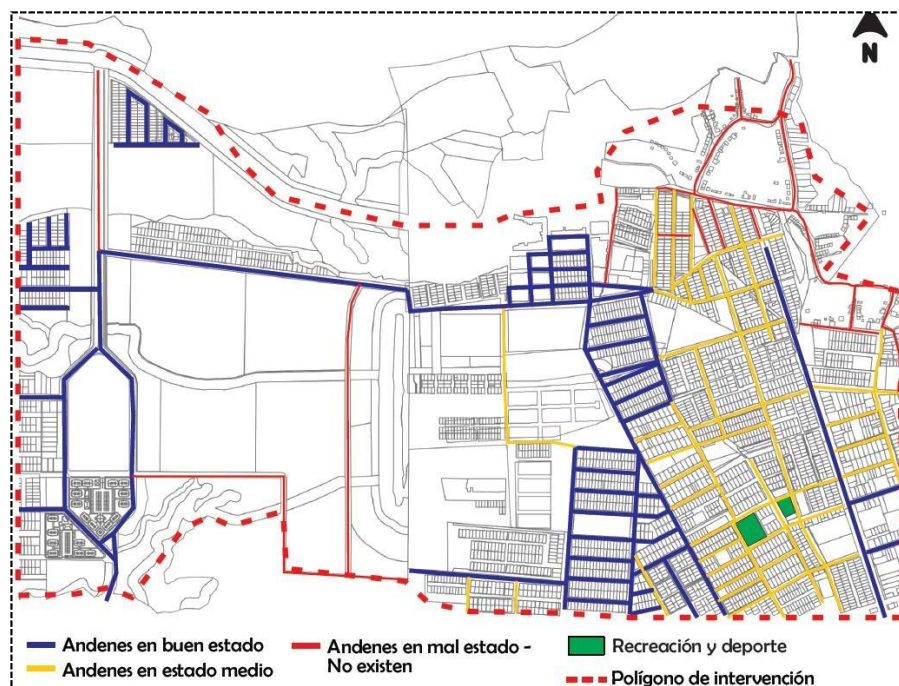 N
Andenes en buen estado
Andenes en estado medio
Andenes en mal estado -
No existen
Recreación y deporte
Polígono de intervención